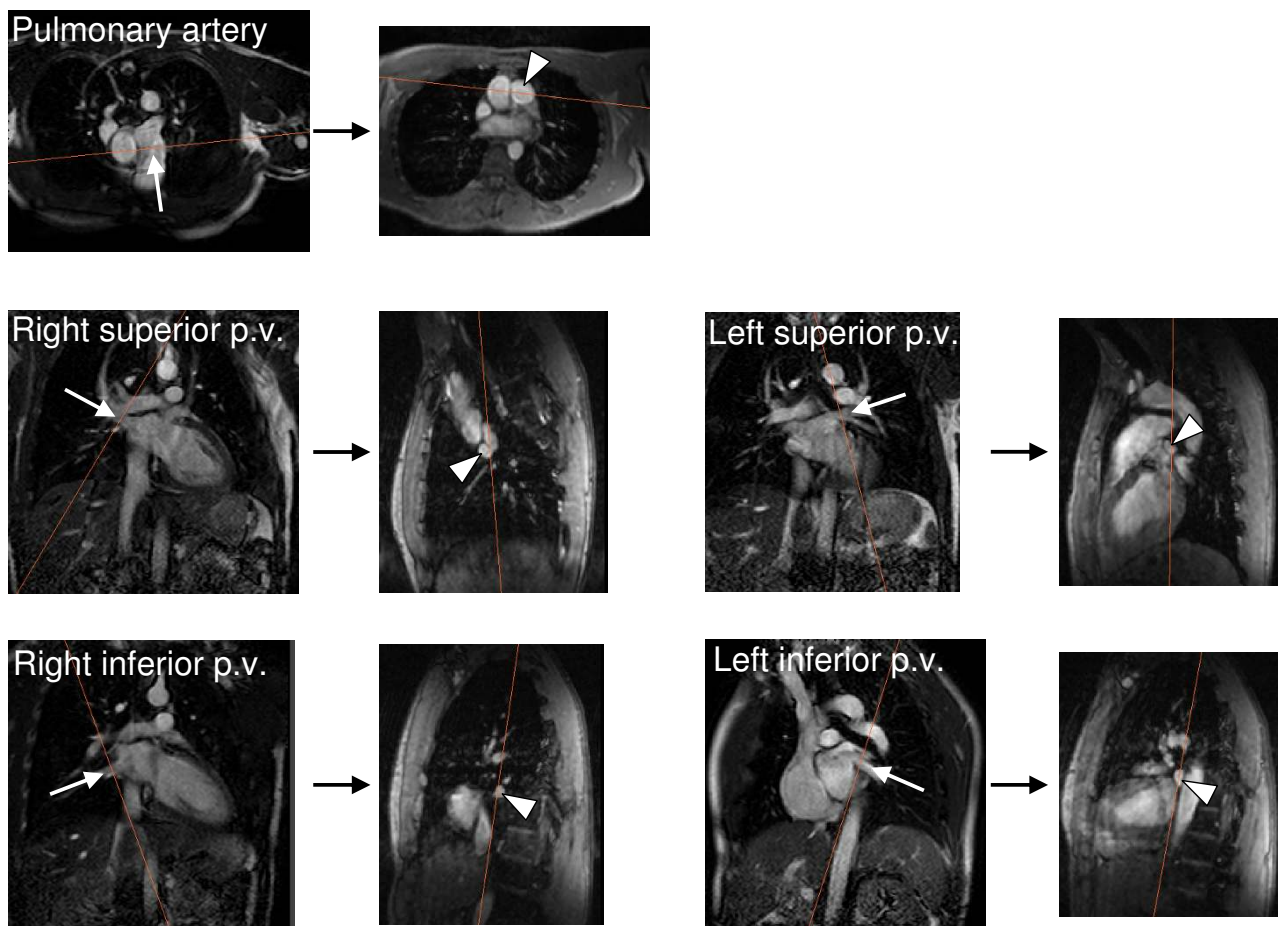 Pulmonary artery
Right superior p.v.
Left superior p.v.
Right inferior p.v.
Left inferior p.v.